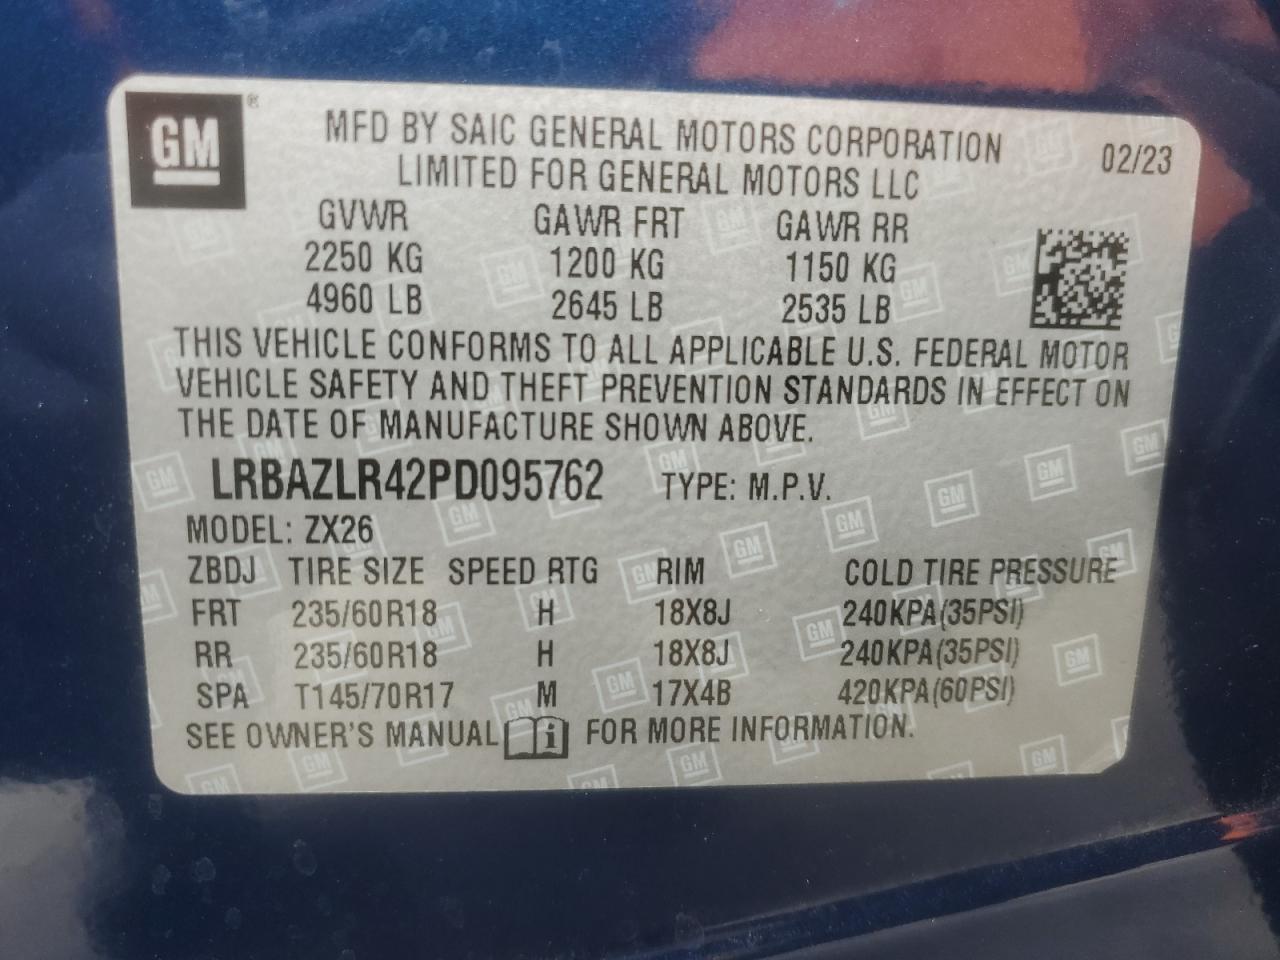 GM ®
MFD BY SAIC GENERAL MOTORS CORPORATION
LIMITED FOR GENERAL MOTORS LLC
02/23
GVWR GAWR FRT GAWR RR
2250 KG 1200 KG 1150 KG
4960 LB 2645 LB 2535 LB
THIS VEHICLE CONFORMS TO ALL APPLICABLE U.S. FEDERAL MOTOR
VEHICLE SAFETY AND THEFT PREVENTION STANDARDS IN EFFECT ON
THE DATE OF MANUFACTURE SHOWN ABOVE.
LRBAZLR42PD095762 TYPE: M.P.V.
MODEL: ZX26
ZBDJ TIRE SIZE SPEED RTG RIM COLD TIRE PRESSURE
FRT 235/60R18 H 18X8J 240KPA(35PSI)
RR 235/60R18 H 18X8J 240KPA(35PSI)
SPA T145/70R17 M 17X4B 420KPA(60PSI)
SEE OWNER'S MANUAL i FOR MORE INFORMATION.